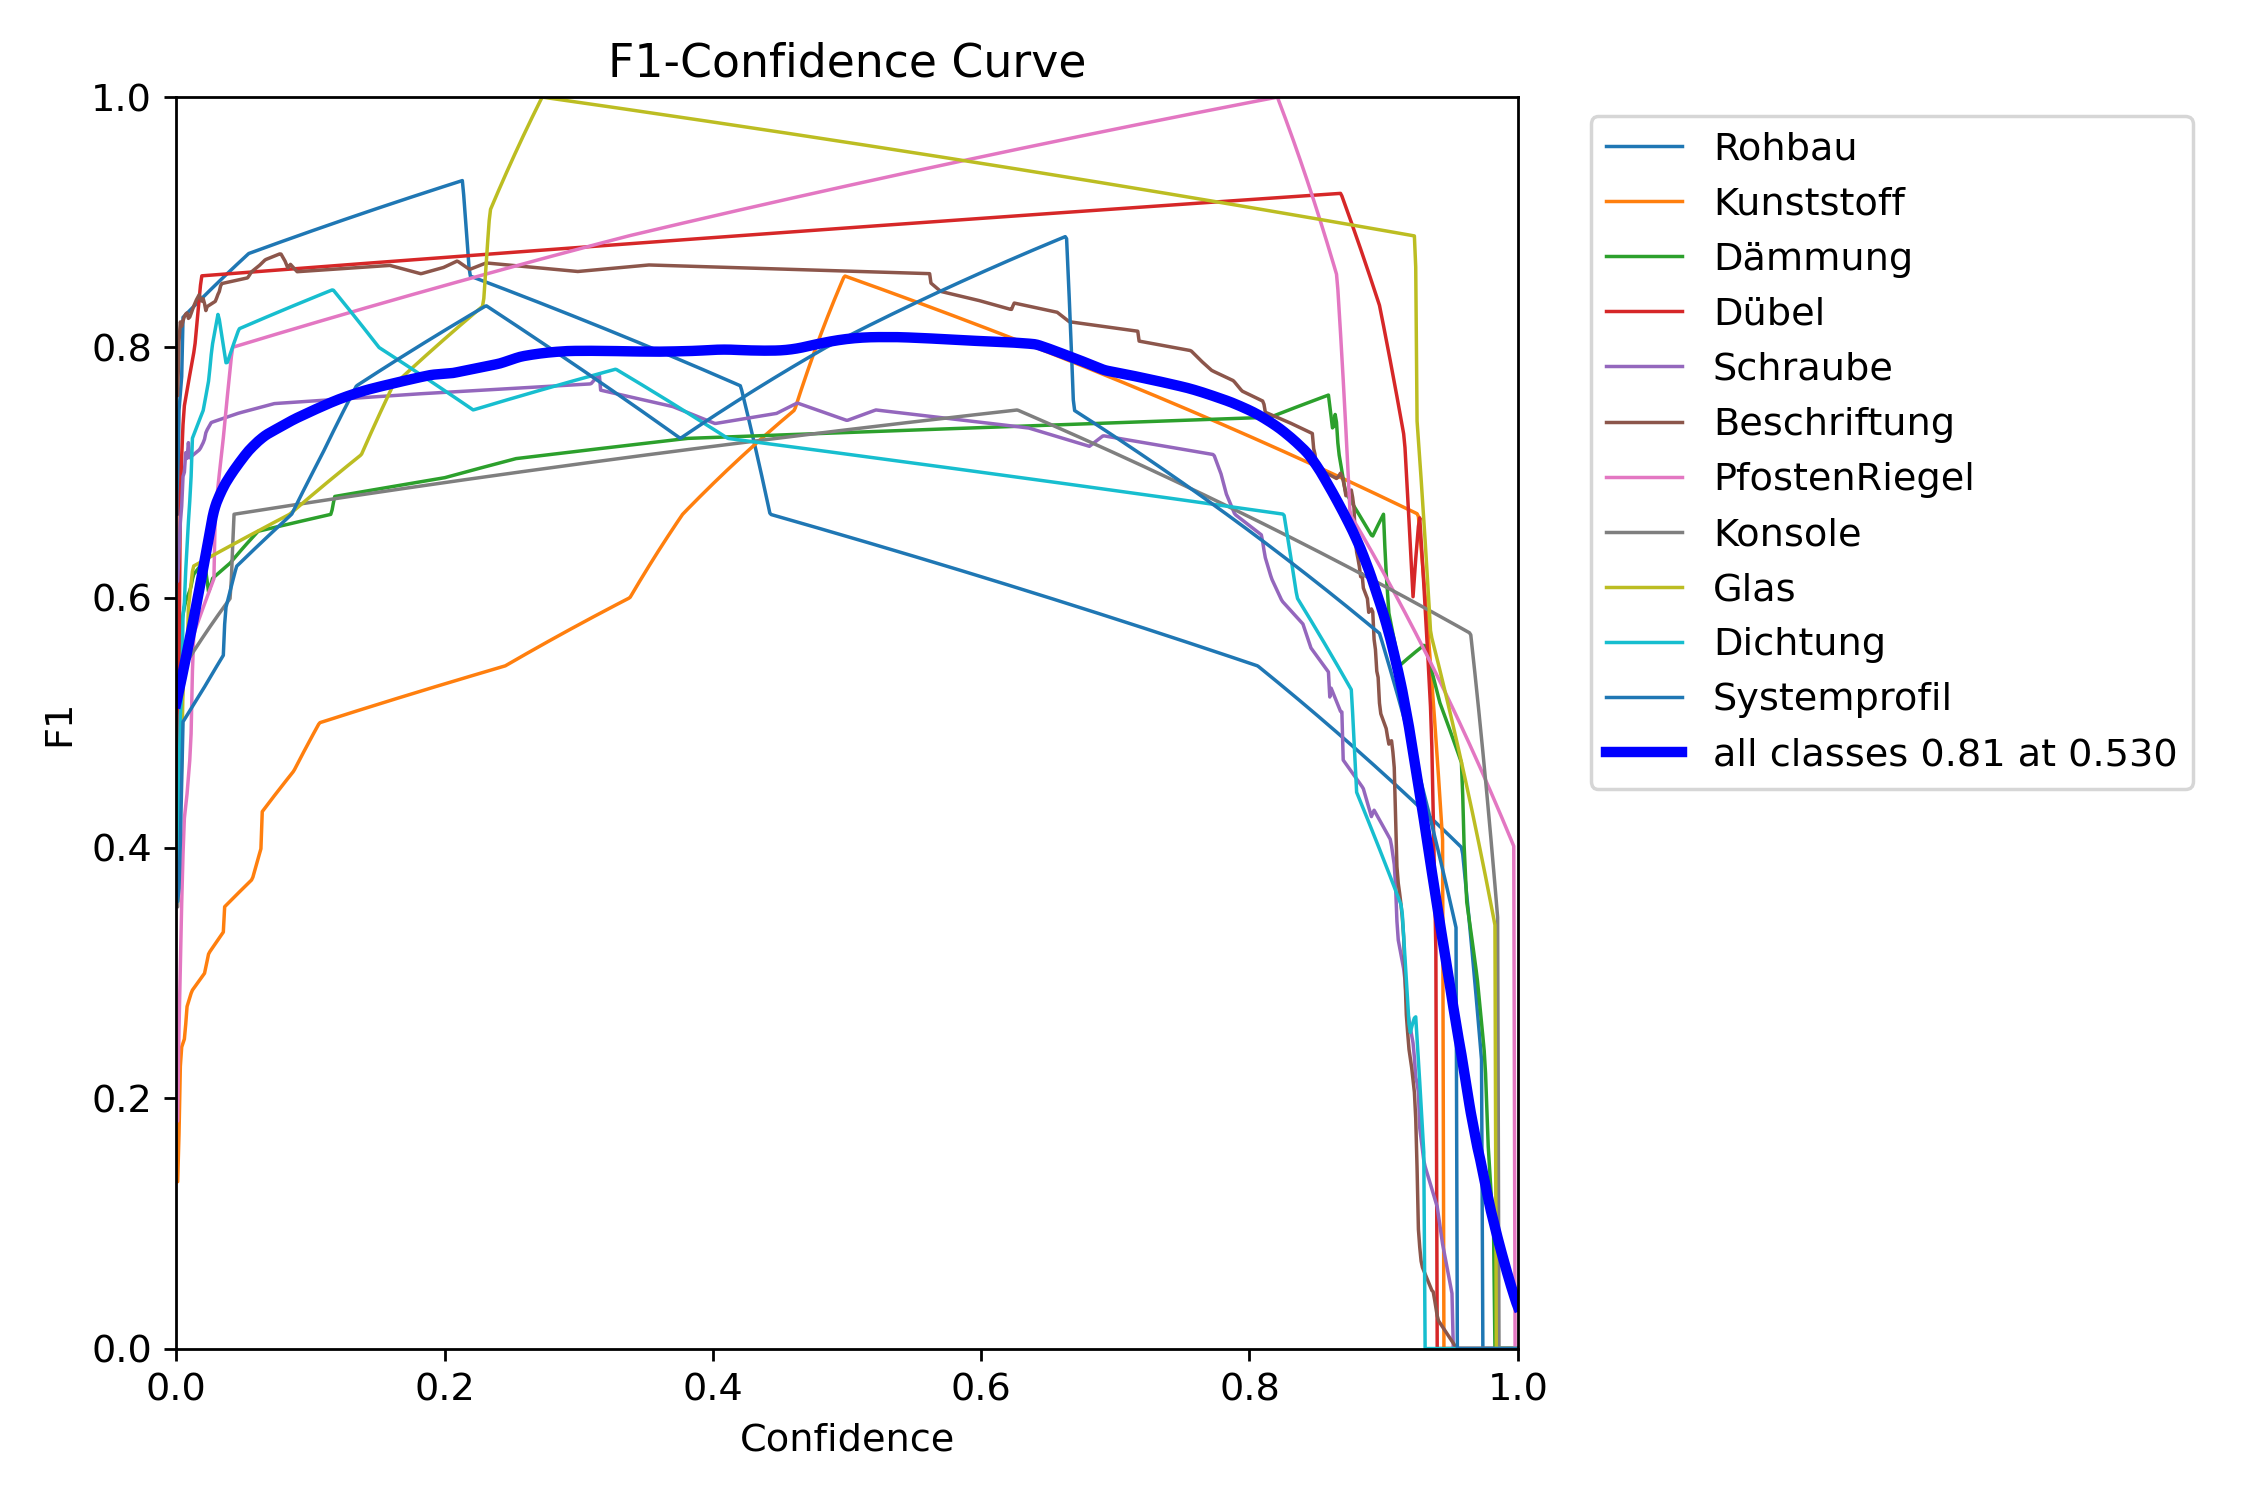 F1-Confidence Curve
1.0
0.8
0.6
0.4
0.2
0.0
F1
0.0 0.2 0.4 0.6 0.8 1.0
Confidence
Rohbau
Kunststoff
Dämmung
Dübel
Schraube
Beschriftung
PfostenRiegel
Konsole
Glas
Dichtung
Systemprofil
all classes 0.81 at 0.530